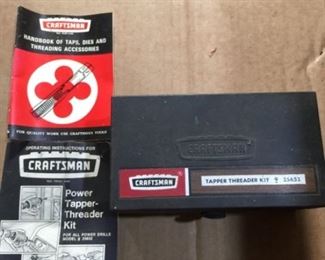 CRAFTSMAN
HANDBOOK OF TAPS, DIES AND
THREADING ACCESSORIES
FOR QUALITY WORK USE CRAFTSMAN TOOLS
OPERATING INSTRUCTIONS FOR
CRAFTSMAN
Power
Tapper-
Threader
Kit
FOR ALL POWER DRILLS
MODEL
CRAFTSMAN
CRAFTSMAN
TAPPER THREADER KIT